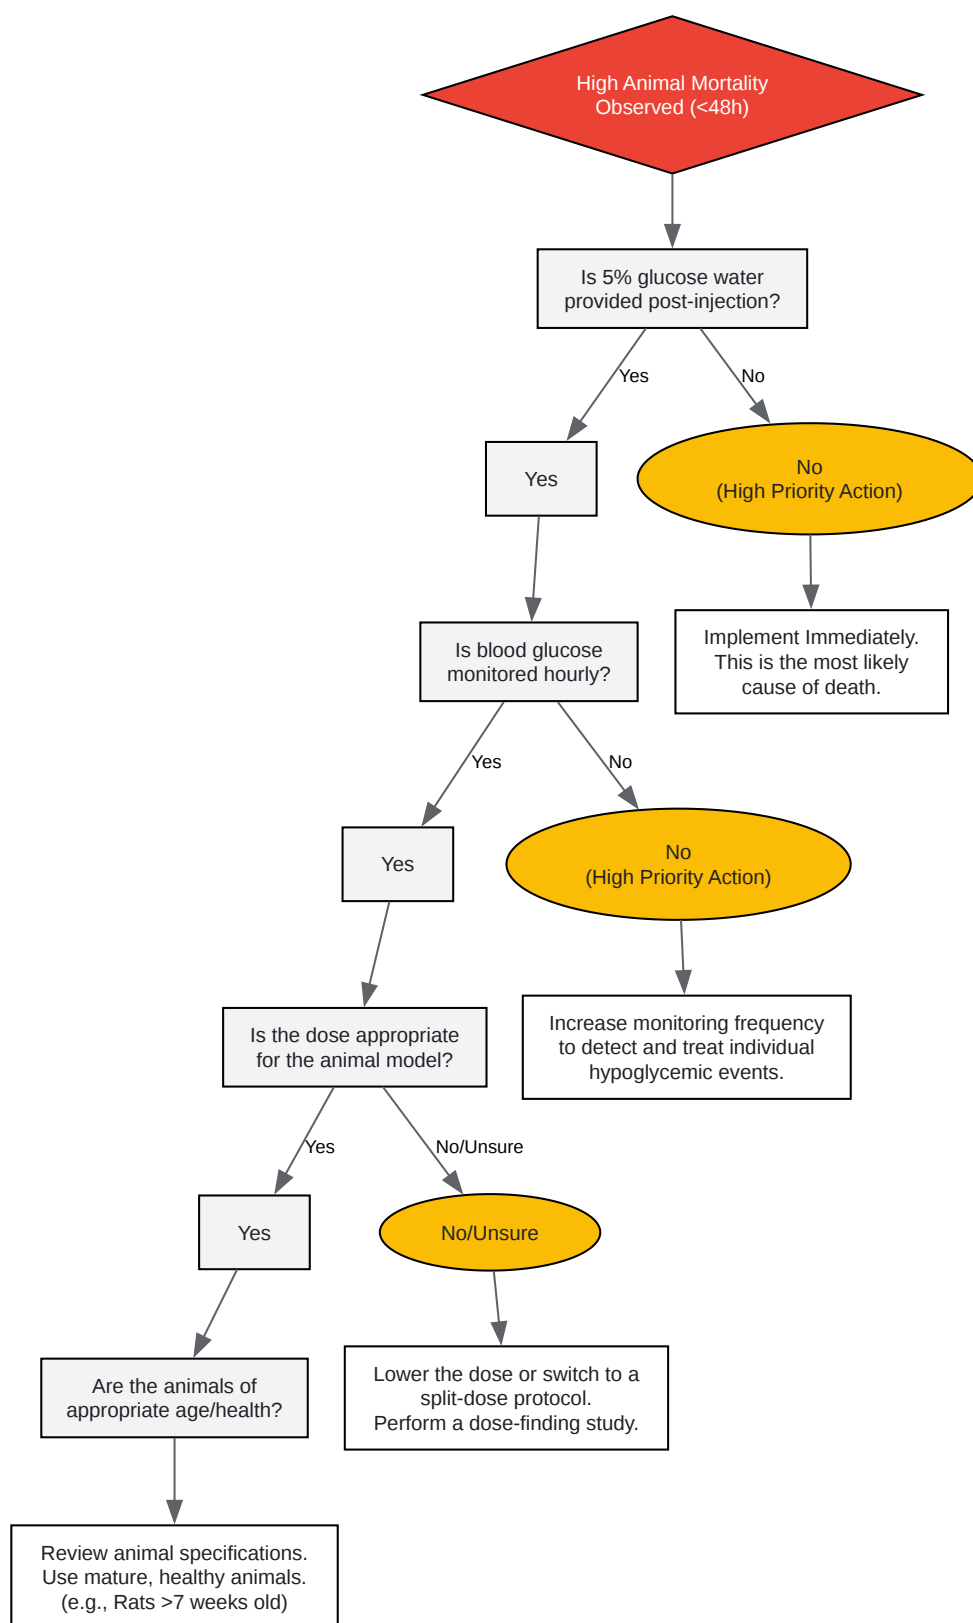 High Animal Mortality
Observed (<48h)
Is 5% glucose water
provided post-injection?
Yes
No
Yes
No
(High Priority Action)
Is blood glucose
monitored hourly?
Implement Immediately.
This is the most likely
cause of death.
Yes
No
Yes
No
(High Priority Action)
Is the dose appropriate
for the animal model?
Increase monitoring frequency
to detect and treat individual
hypoglycemic events.
Yes
No/Unsure
Yes
No/Unsure
Are the animals of
appropriate age/health?
Lower the dose or switch to a
split-dose protocol.
Perform a dose-finding study.
Review animal specifications.
Use mature, healthy animals.
(e.g., Rats >7 weeks old)